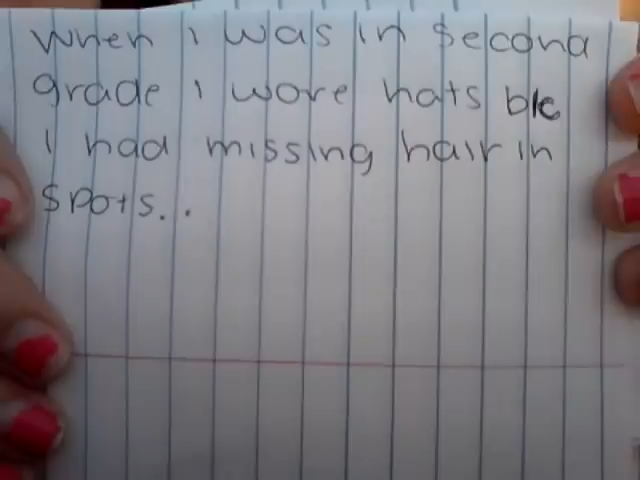 When i was in second
grade i wore hats b/c
i had missing hair in
spots..